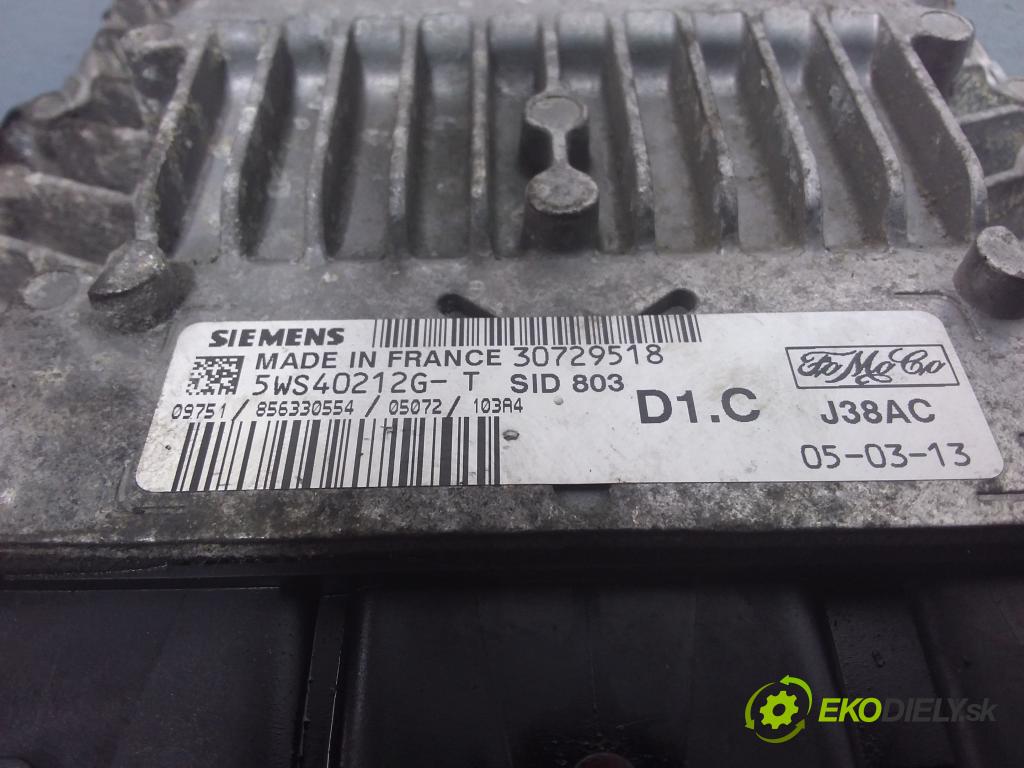 SIEMENS
MADE IN FRANCE 30729518
5WS40212G-T SID 803
09751 / 856330554 / 05072 / 103A4
D1.C
FoMoCo
J38AC
05-03-13
EKODIELY.sk